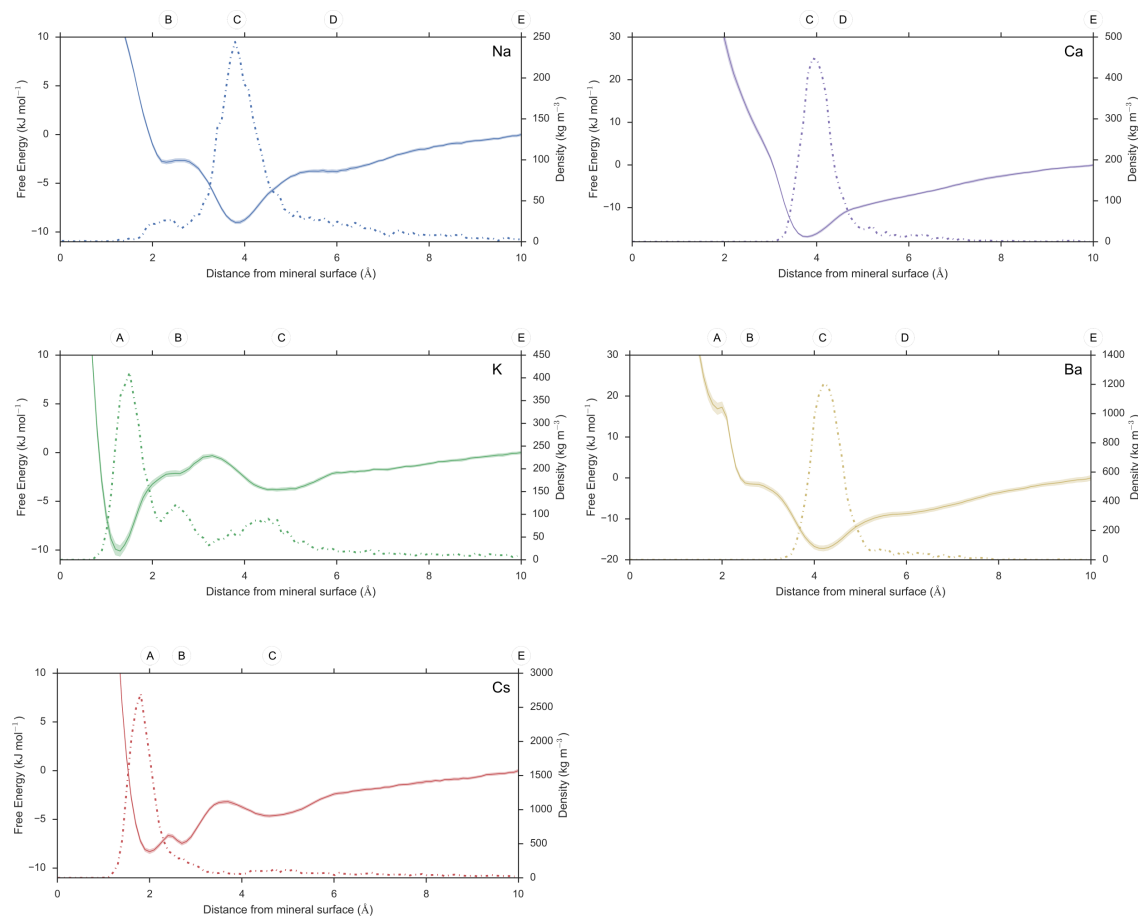 B C D E
Na
10
5
0
−5
−10
250
200
150
100
50
0
Free Energy (kJ mol⁻¹)
Density (kg m⁻³)
0 2 4 6 8 10
Distance from mineral surface (Å)
C D E
Ca
30
20
10
0
−10
500
400
300
200
100
0
Free Energy (kJ mol⁻¹)
Density (kg m⁻³)
0 2 4 6 8 10
Distance from mineral surface (Å)
A B C E
K
10
5
0
−5
−10
450
400
350
300
250
200
150
100
50
0
Free Energy (kJ mol⁻¹)
Density (kg m⁻³)
0 2 4 6 8 10
Distance from mineral surface (Å)
A B C D E
Ba
30
20
10
0
−10
−20
1400
1200
1000
800
600
400
200
0
Free Energy (kJ mol⁻¹)
Density (kg m⁻³)
0 2 4 6 8 10
Distance from mineral surface (Å)
A B C E
Cs
10
5
0
−5
−10
3000
2500
2000
1500
1000
500
0
Free Energy (kJ mol⁻¹)
Density (kg m⁻³)
0 2 4 6 8 10
Distance from mineral surface (Å)